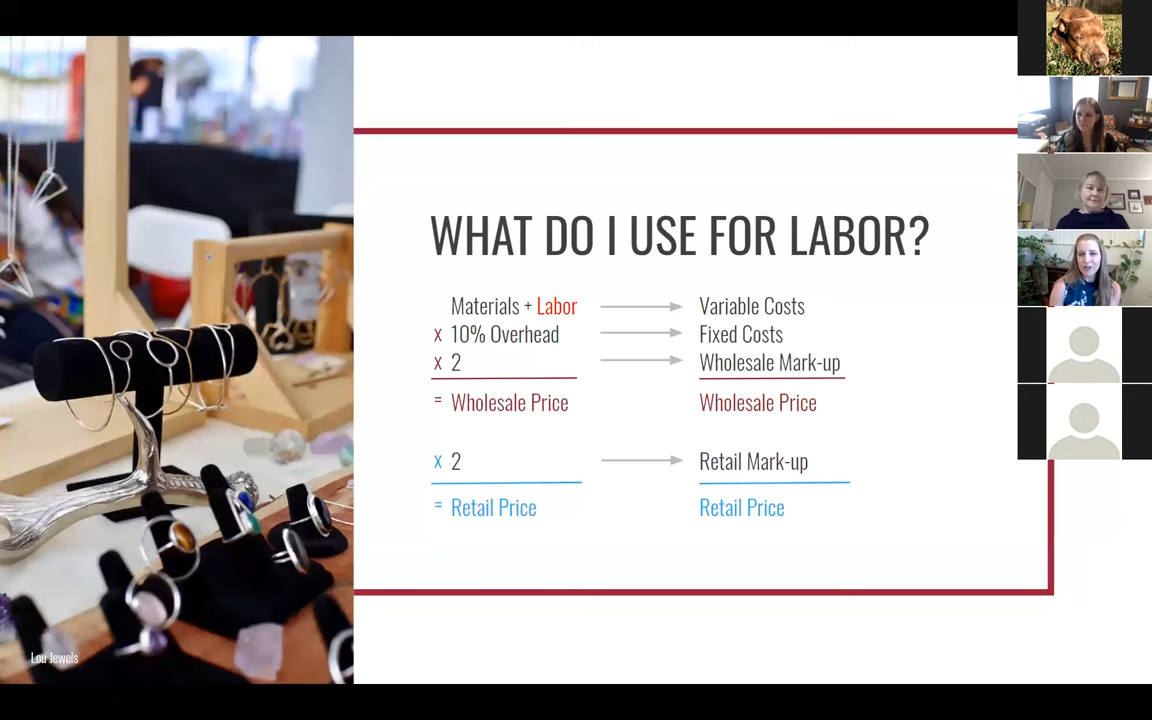 WHAT DO I USE FOR LABOR?
Materials + Labor Variable Costs
x 10% Overhead Fixed Costs
x 2 Wholesale Mark-up
= Wholesale Price Wholesale Price
x 2 Retail Mark-up
= Retail Price Retail Price
Lou Jewels